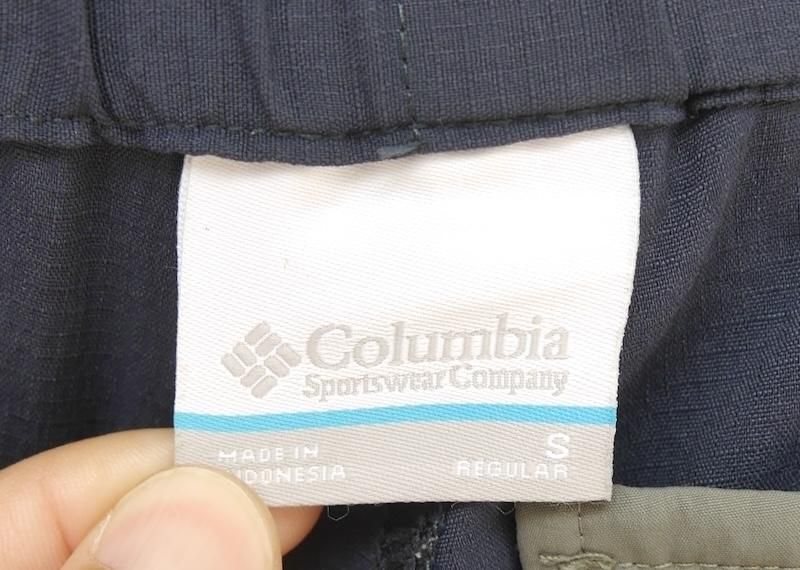 Columbia
Sportswear Company
MADE IN
INDONESIA
S
REGULAR